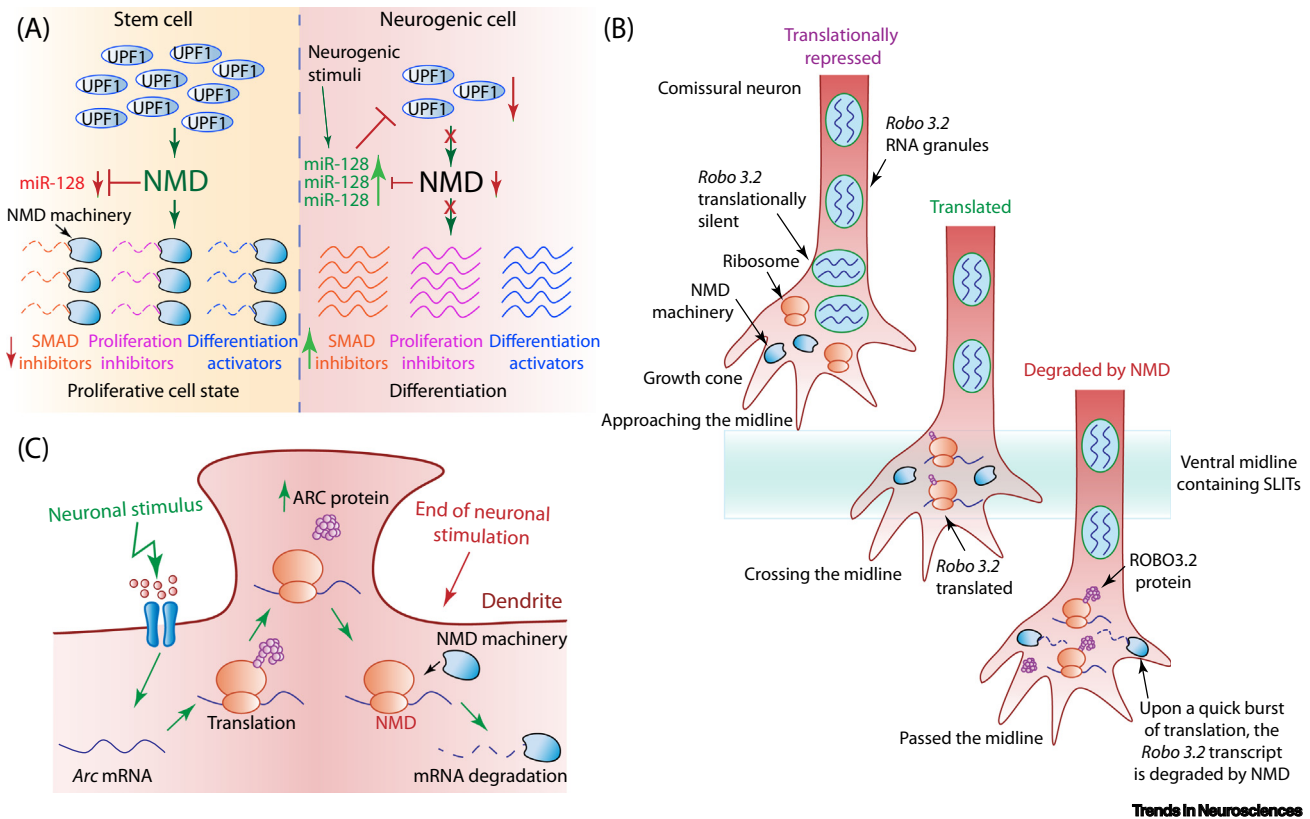 (A)
Stem cell
UPF1
UPF1
UPF1
UPF1
UPF1
UPF1
UPF1
UPF1
UPF1
miR-128
NMD
NMD machinery
SMAD
inhibitors
Proliferation
inhibitors
Differentiation
activators
Proliferative cell state
Neurogenic cell
Neurogenic
stimuli
UPF1
UPF1
UPF1
X
miR-128
miR-128
miR-128
NMD
X
SMAD
inhibitors
Proliferation
inhibitors
Differentiation
activators
Differentiation
(B)
Translationally
repressed
Comissural neuron
Robo 3.2
RNA granules
Robo 3.2
translationally
silent
Ribosome
NMD
machinery
Growth cone
Approaching the midline
Translated
Crossing the midline
Robo 3.2
translated
Degraded by NMD
Ventral midline
containing SLITs
ROBO3.2
protein
Passed the midline
Upon a quick burst
of translation, the
Robo 3.2 transcript
is degraded by NMD
(C)
Neuronal stimulus
ARC protein
End of neuronal
stimulation
Dendrite
NMD machinery
Translation
NMD
Arc mRNA
mRNA degradation
Trends in Neurosciences